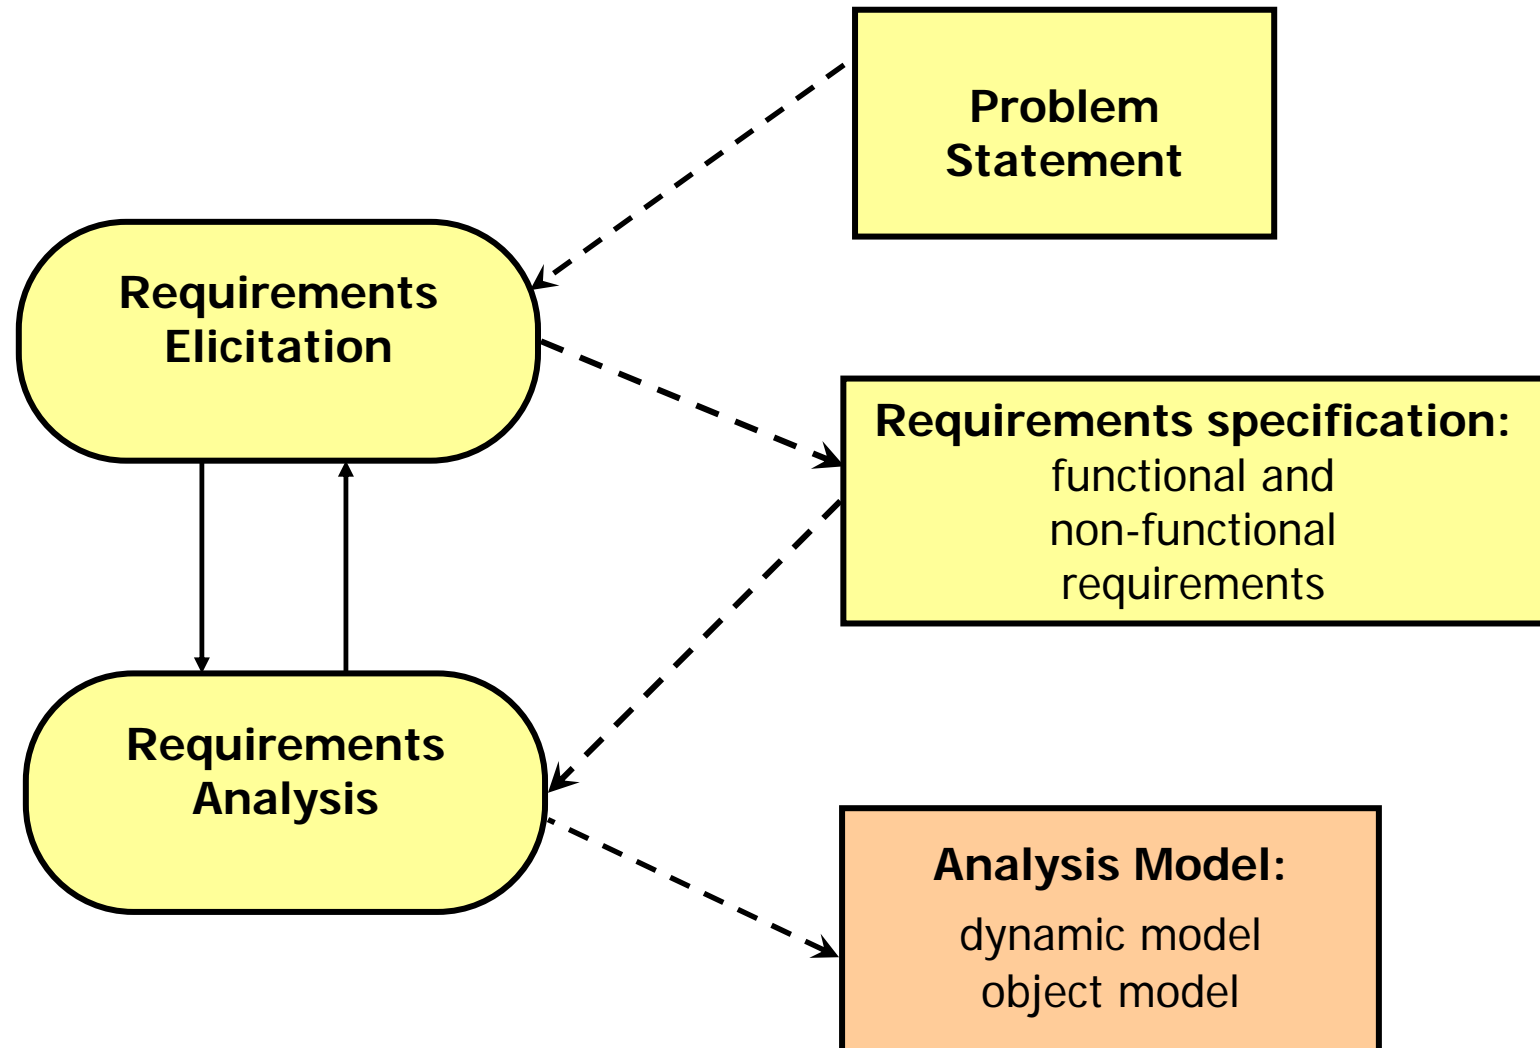 Problem
Statement
Requirements
Elicitation
Requirements specification:
functional and
non-functional
requirements
Requirements
Analysis
Analysis Model:
dynamic model
object model